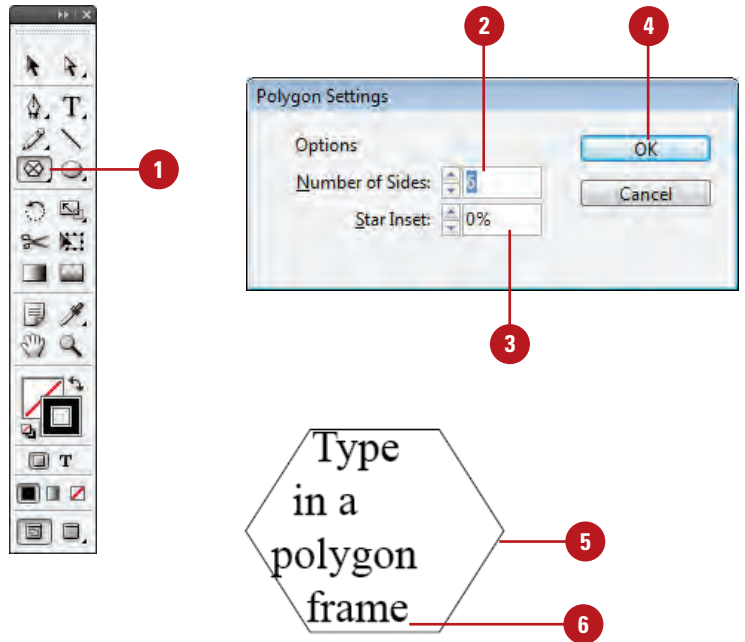 2
4
T
1
Polygon Settings
Options
Number of Sides: 6
Star Inset: 0%
OK
Cancel
3
T
Type
in a
polygon
frame
5
6